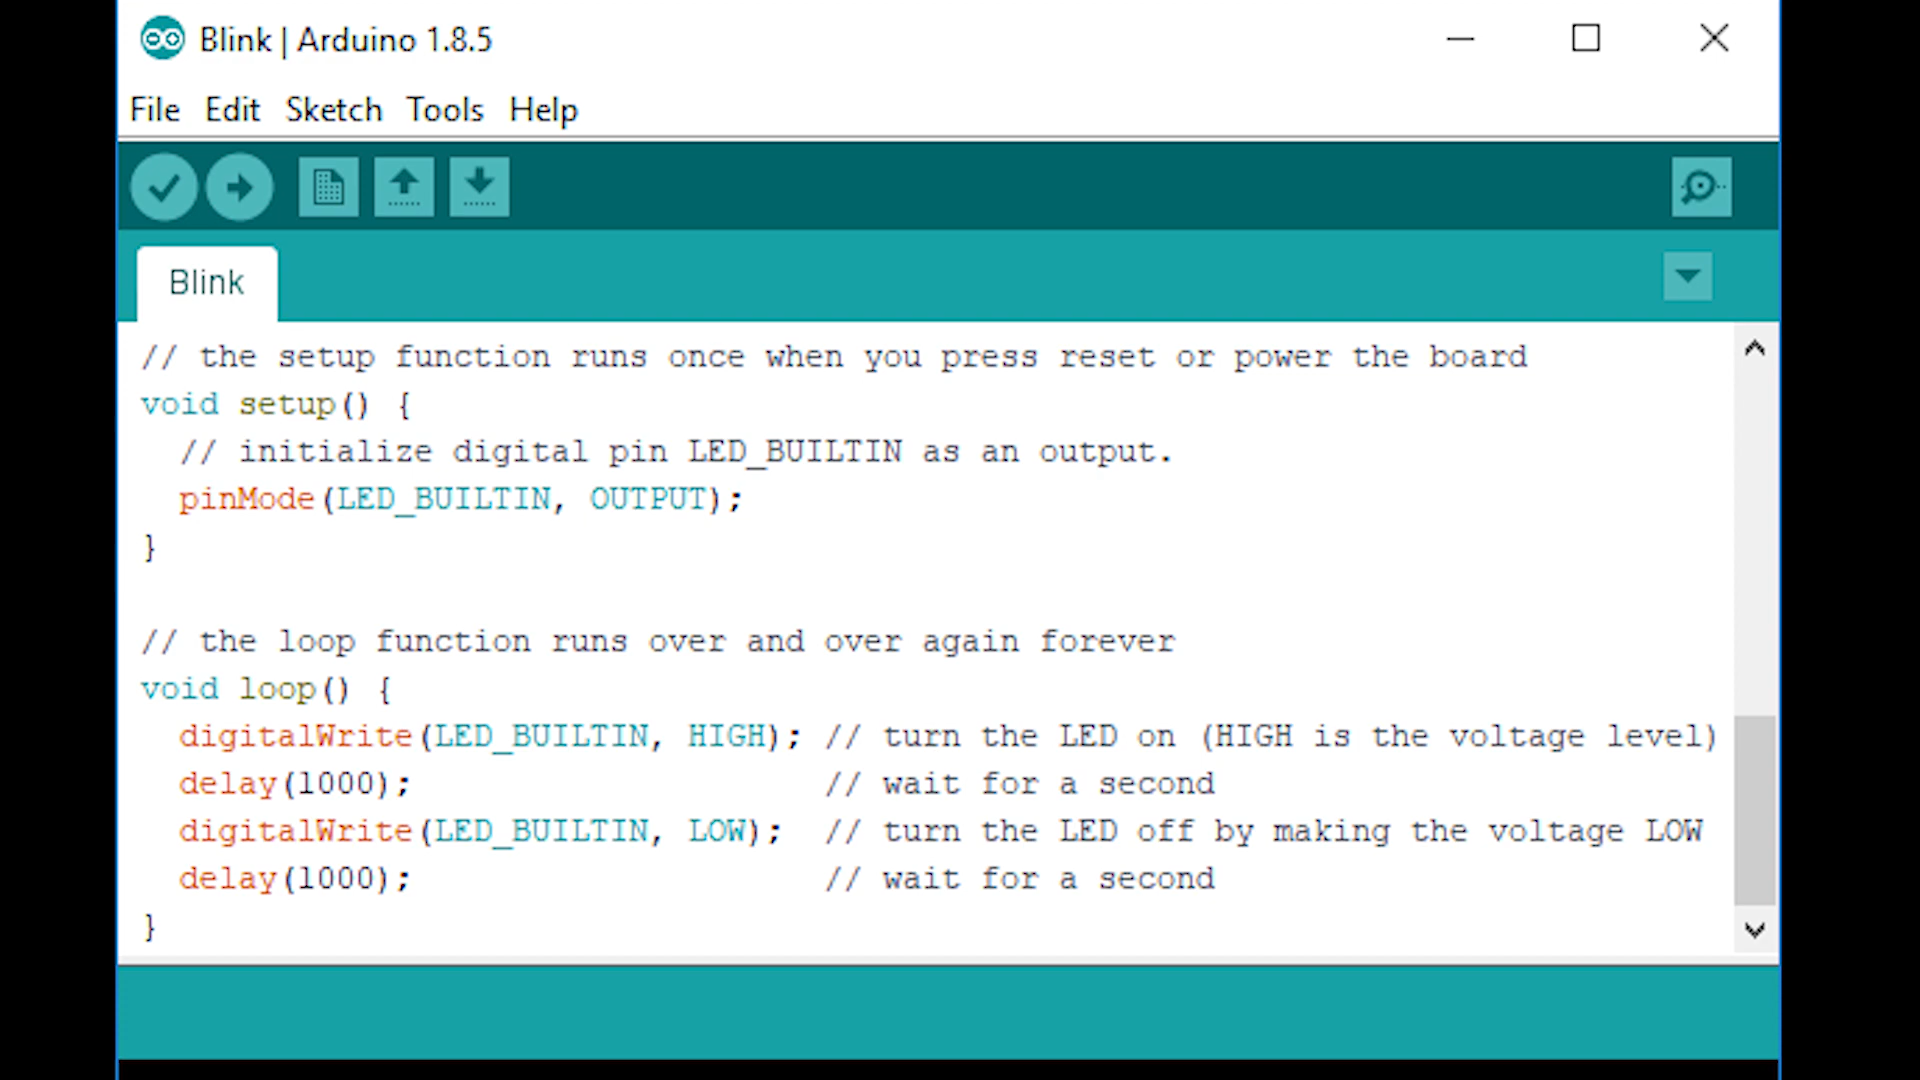 Blink | Arduino 1.8.5
File Edit Sketch Tools Help
Blink
// the setup function runs once when you press reset or power the board
void setup() {
  // initialize digital pin LED_BUILTIN as an output.
  pinMode(LED_BUILTIN, OUTPUT);
}
// the loop function runs over and over again forever
void loop() {
  digitalWrite(LED_BUILTIN, HIGH); // turn the LED on (HIGH is the voltage level)
  delay(1000);                     // wait for a second
  digitalWrite(LED_BUILTIN, LOW);  // turn the LED off by making the voltage LOW
  delay(1000);                     // wait for a second
}